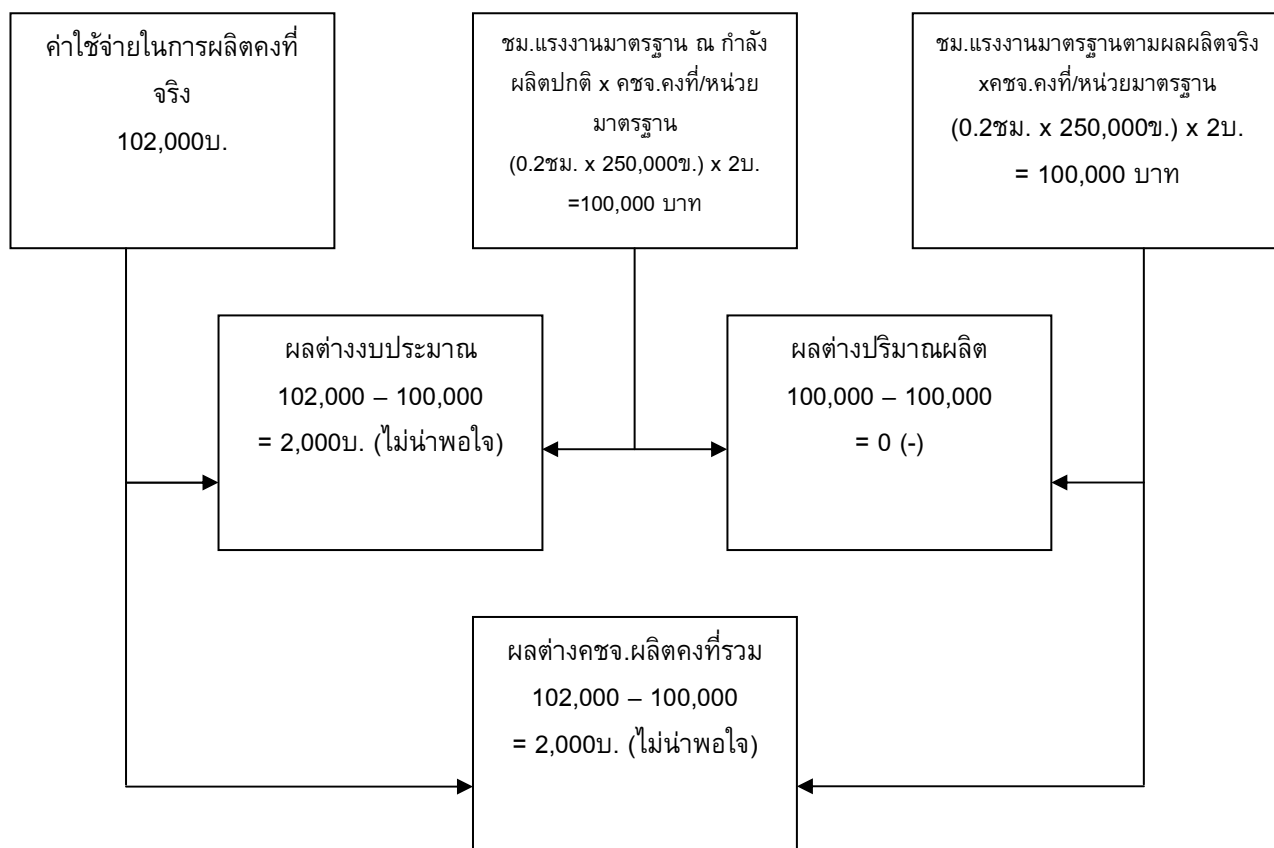 ค่าใช้จ่ายในการผลิตคงที่
จริง
102,000บ.
ชม.แรงงานมาตรฐาน ณ กำลัง
ผลิตปกติ x คชจ.คงที่/หน่วย
มาตรฐาน
(0.2ชม. x 250,000ข.) x 2บ.
=100,000 บาท
ชม.แรงงานมาตรฐานตามผลผลิตจริง
xคชจ.คงที่/หน่วยมาตรฐาน
(0.2ชม. x 250,000ข.) x 2บ.
= 100,000 บาท
ผลต่างงบประมาณ
102,000 – 100,000
= 2,000บ. (ไม่น่าพอใจ)
ผลต่างปริมาณผลิต
100,000 – 100,000
= 0 (-)
ผลต่างคชจ.ผลิตคงที่รวม
102,000 – 100,000
= 2,000บ. (ไม่น่าพอใจ)